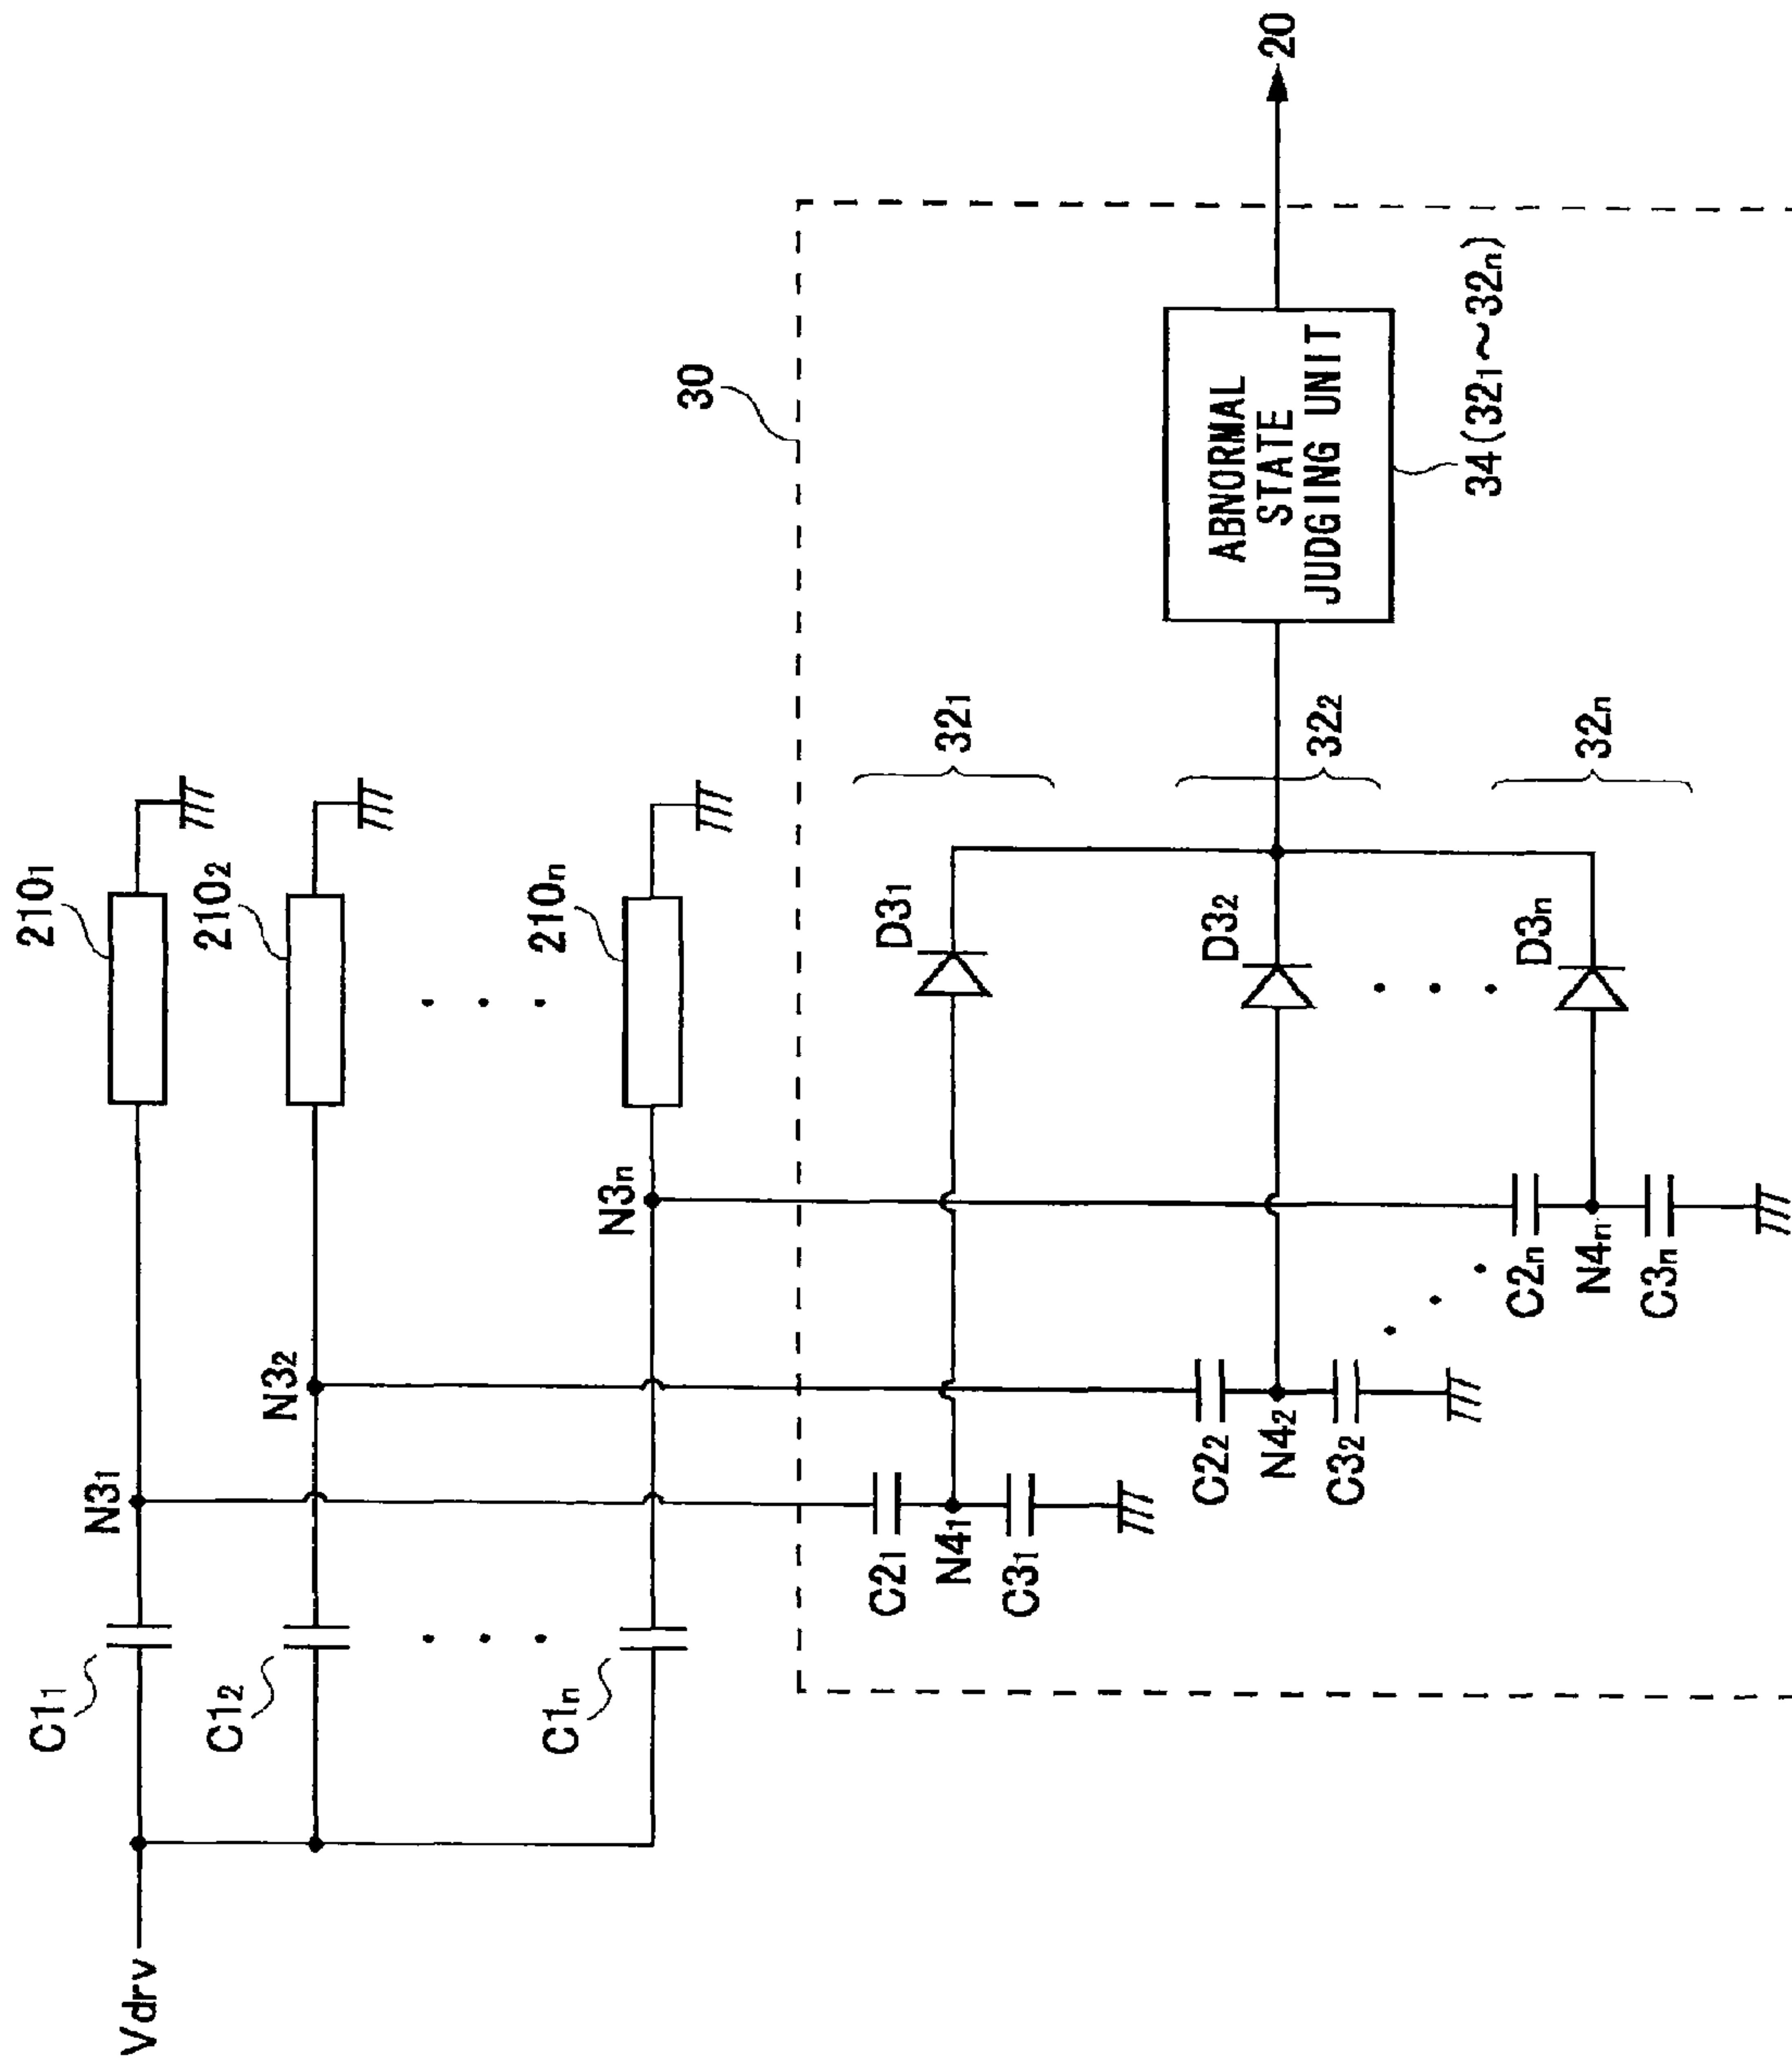 Vdrv
C1₁
C1₂
C1ₙ
N3₁
N3₂
N3ₙ
210₁
210₂
210ₙ
30
C2₁
N4₁
C3₁
C2₂
N4₂
C3₂
C2ₙ
N4ₙ
C3ₙ
D3₁
D3₂
D3ₙ
32₁
32₂
32ₙ
ABNORMAL
STATE
JUDGING UNIT
34(32₁~32ₙ)
20